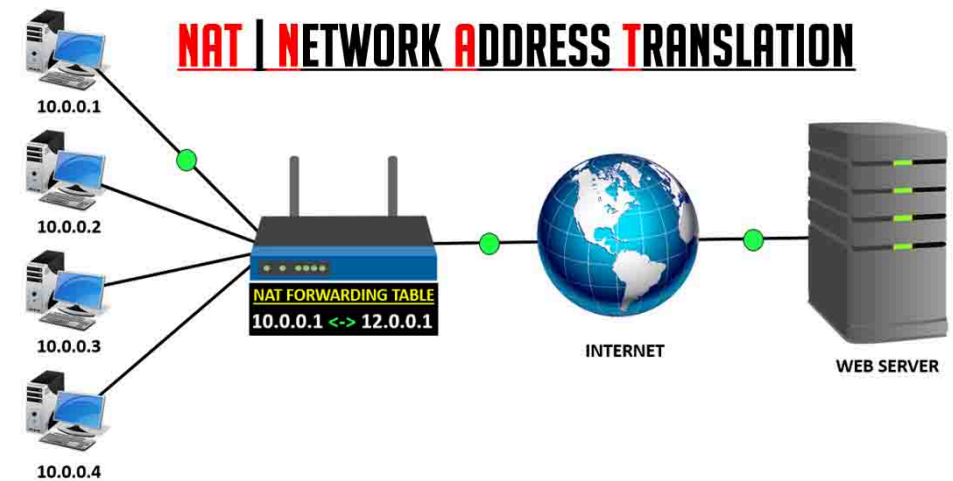 NAT | NETWORK ADDRESS TRANSLATION
10.0.0.1
10.0.0.2
NAT FORWARDING TABLE
10.0.0.1 <-> 12.0.0.1
10.0.0.3
INTERNET
WEB SERVER
10.0.0.4